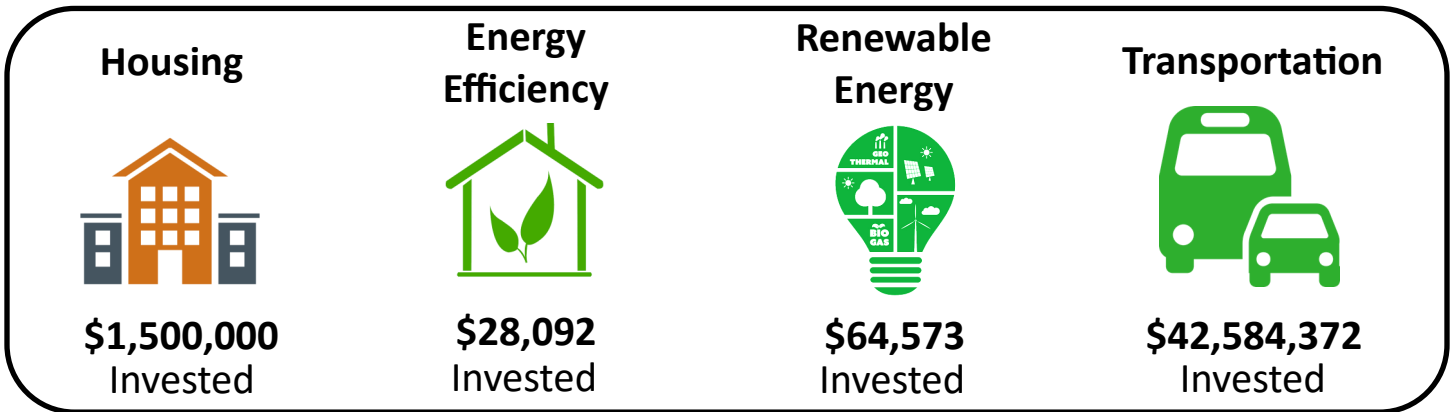 Housing
Energy
Efficiency
Renewable
Energy
Transportation
GEO
THERMAL
BIO
GAS
$1,500,000
Invested
$28,092
Invested
$64,573
Invested
$42,584,372
Invested